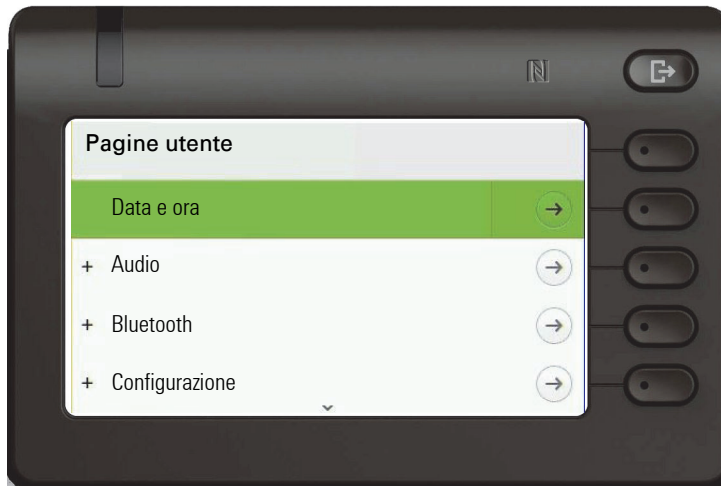 Pagine utente
Data e ora
+ Audio
+ Bluetooth
+ Configurazione